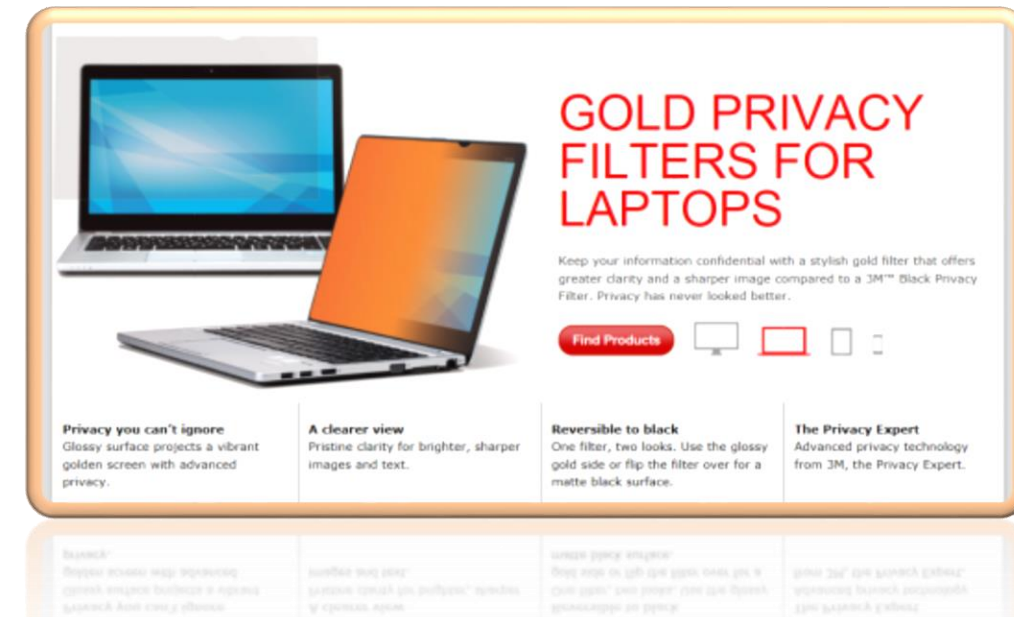 GOLD PRIVACY
FILTERS FOR
LAPTOPS
Keep your information confidential with a stylish gold filter that offers
greater clarity and a sharper image compared to a 3M™ Black Privacy
Filter. Privacy has never looked better.
Find Products
Privacy you can't ignore
Glossy surface projects a vibrant
golden screen with advanced
privacy.
A clearer view
Pristine clarity for brighter, sharper
images and text.
Reversible to black
One filter, two looks. Use the glossy
gold side or flip the filter over for a
matte black surface.
The Privacy Expert
Advanced privacy technology
from 3M, the Privacy Expert.